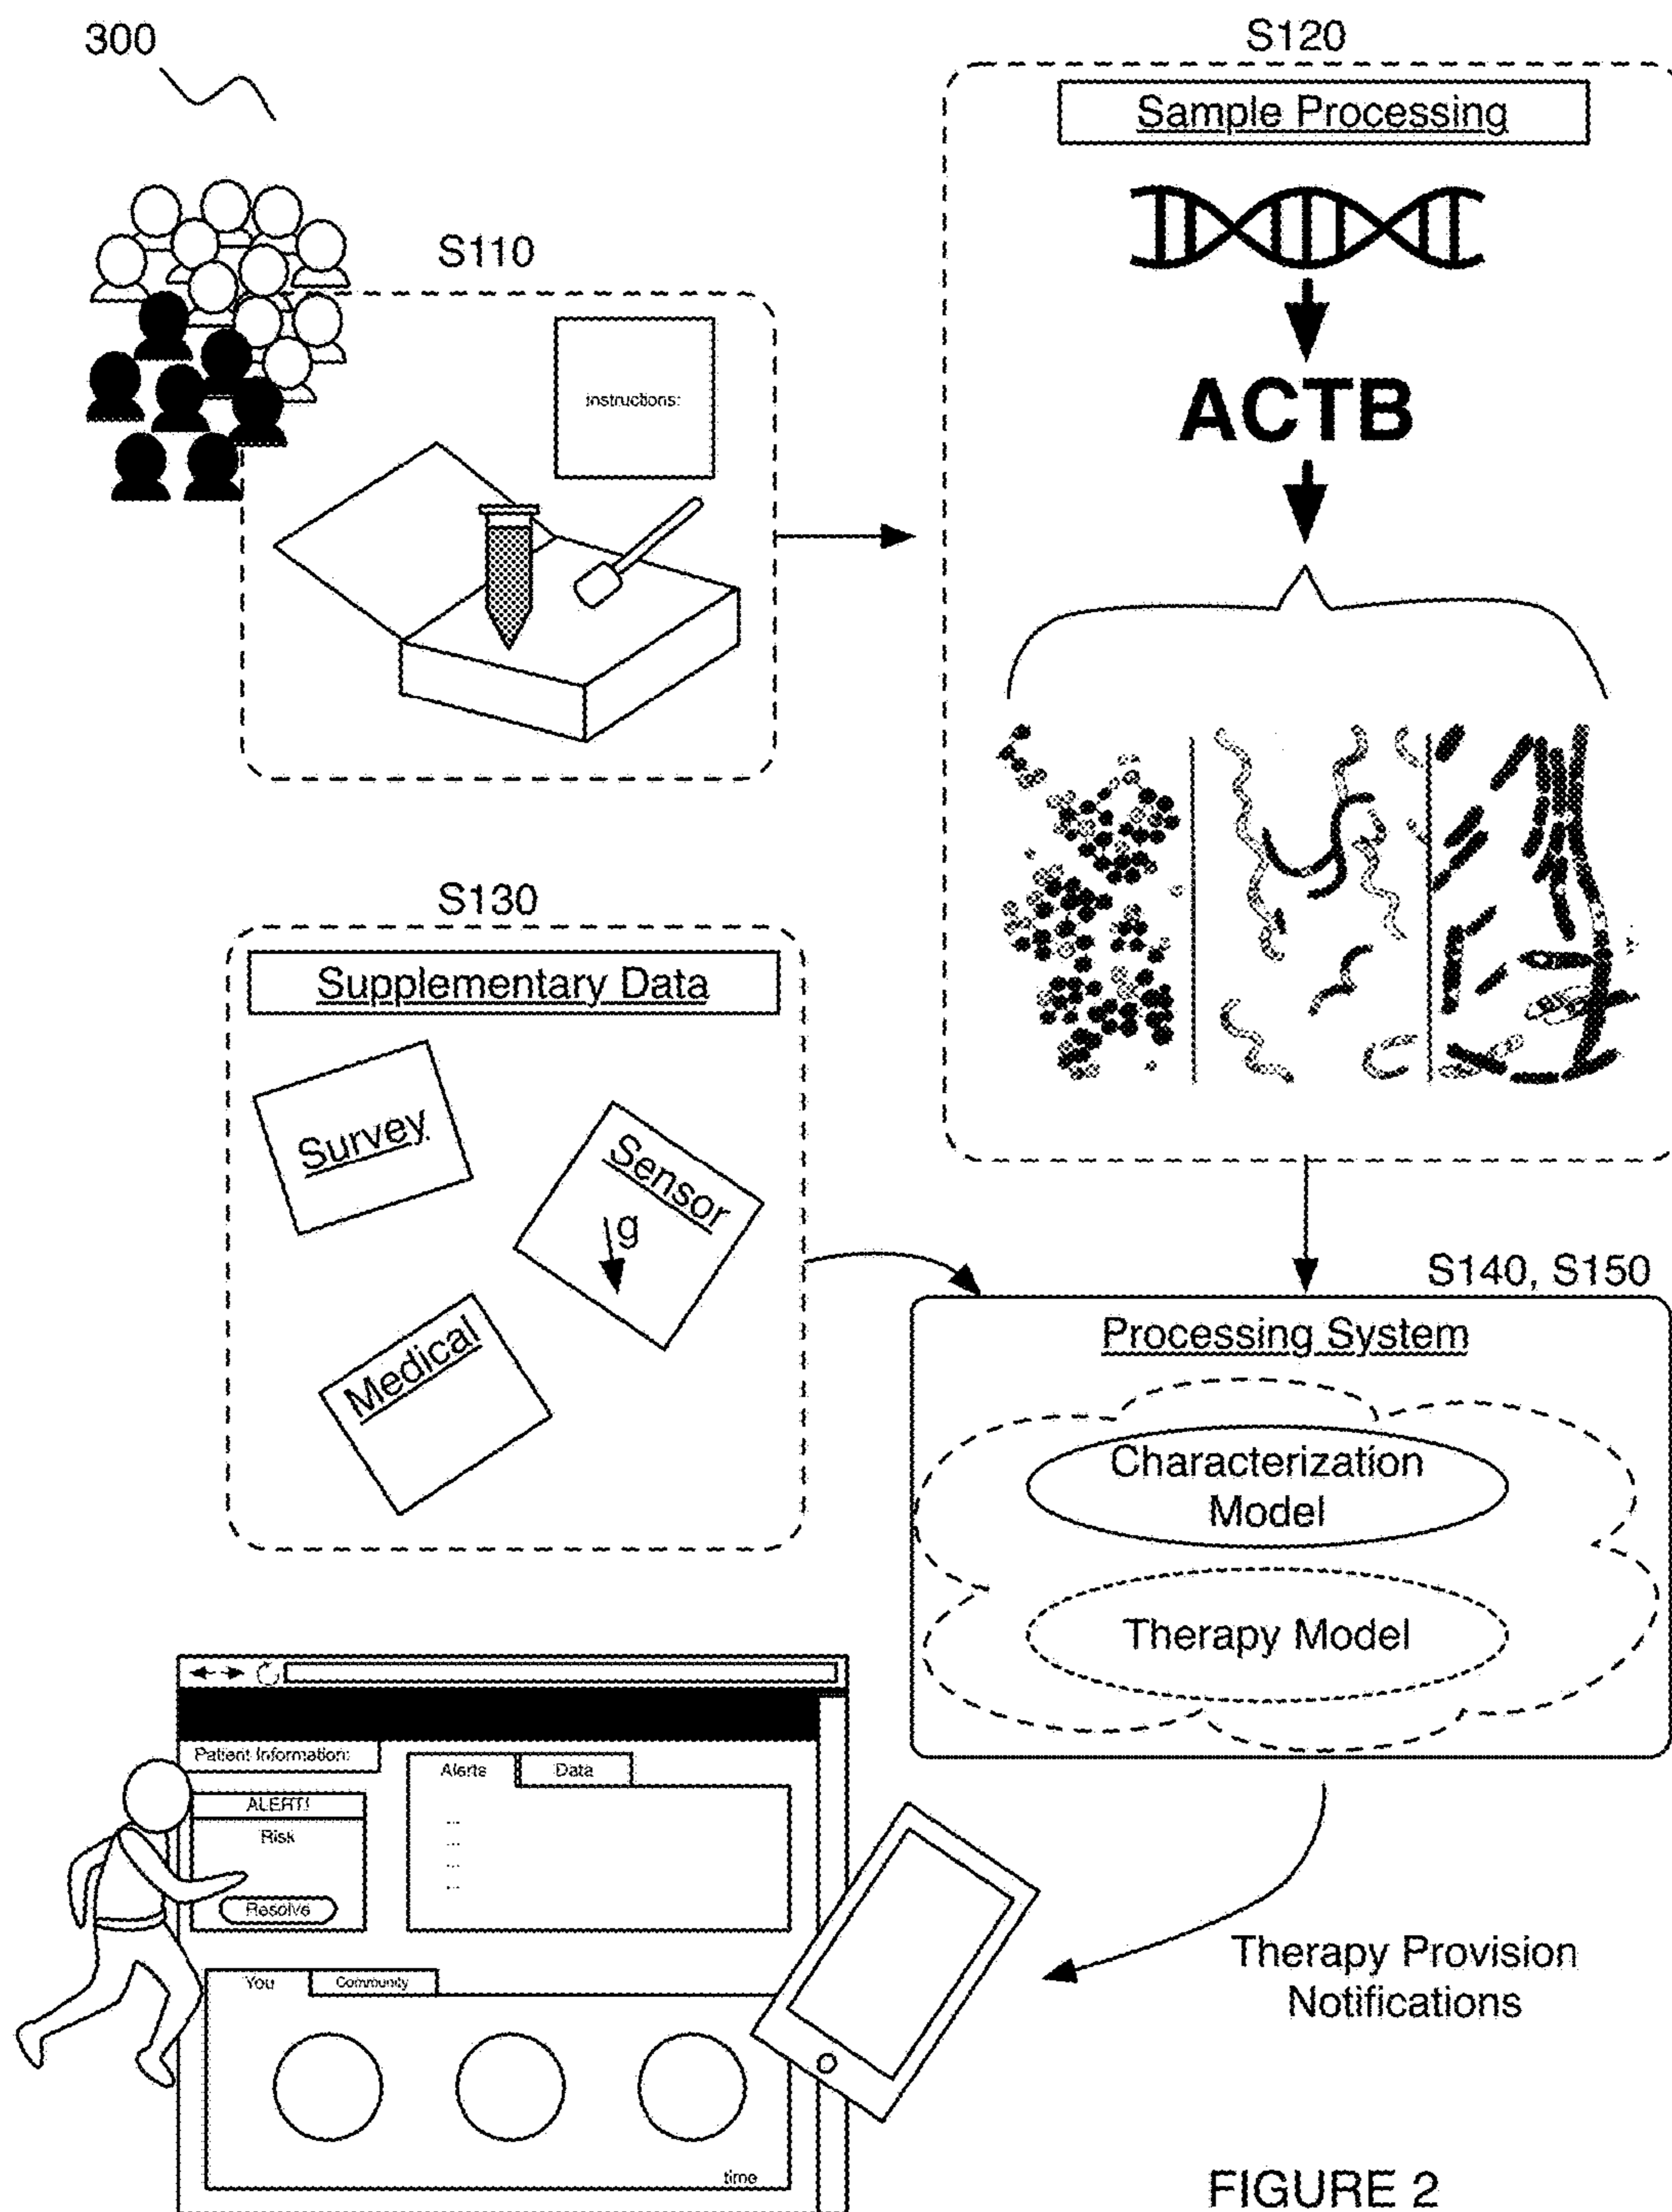 300
S110
instructions:
S120
Sample Processing
ACTB
S130
Supplementary Data
Survey
Sensor
g
Medical
S140, S150
Processing System
Characterization
Model
Therapy Model
Patient Information:
ALERT!
Risk
Resolve
Alerts
Data
...
...
...
...
You
Community
time
Therapy Provision
Notifications
FIGURE 2